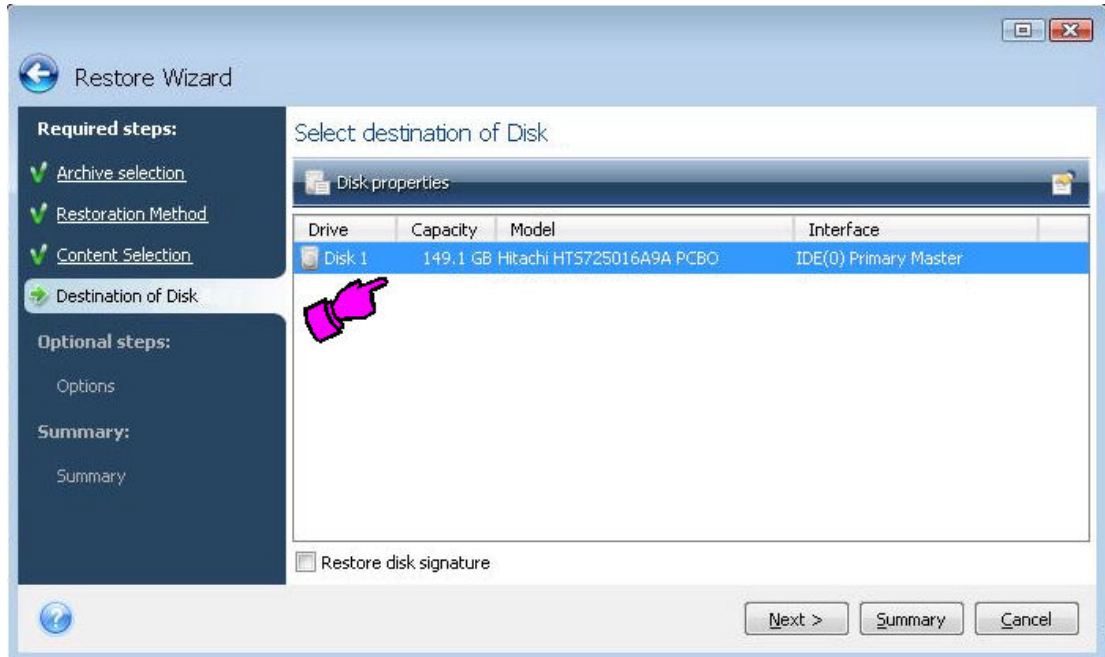 Restore Wizard
Required steps:
Archive selection
Restoration Method
Content Selection
Destination of Disk
Optional steps:
Options
Summary:
Summary
Select destination of Disk
Disk properties
Drive Capacity Model Interface
Disk 1 149.1 GB Hitachi HTS725016A9A PCBO IDE(0) Primary Master
Restore disk signature
Next > Summary Cancel